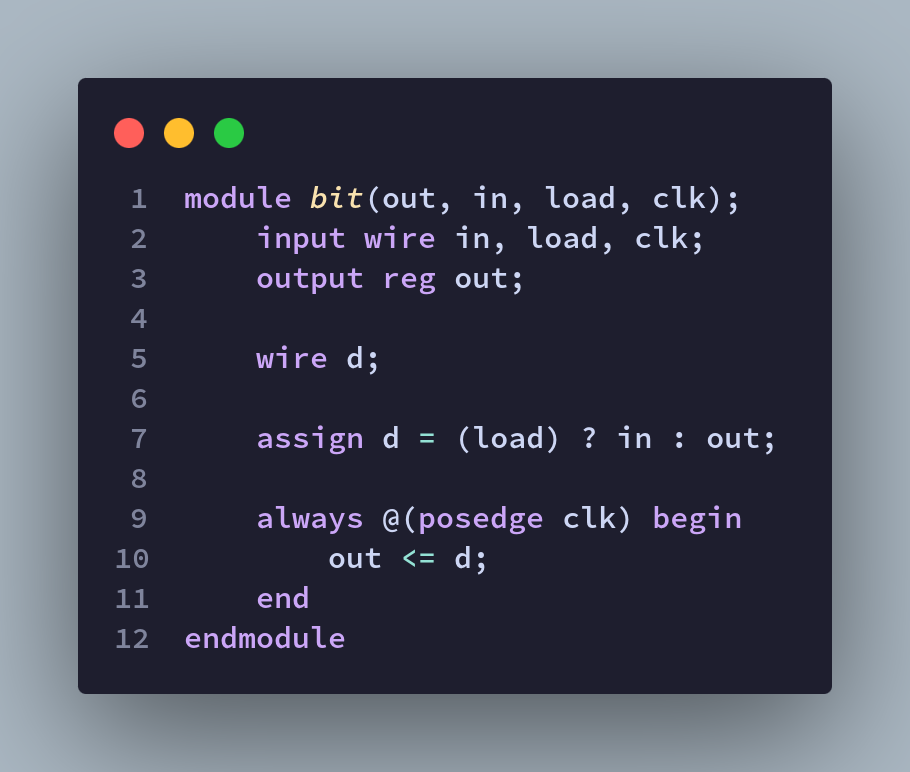 1 module bit(out, in, load, clk);
2     input wire in, load, clk;
3     output reg out;
4
5     wire d;
6
7     assign d = (load) ? in : out;
8
9     always @(posedge clk) begin
10         out <= d;
11     end
12 endmodule